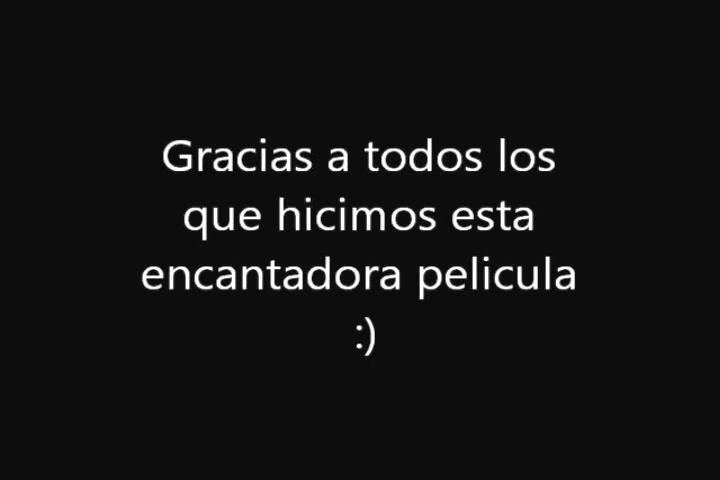 Gracias a todos los
que hicimos esta
encantadora pelicula
:)